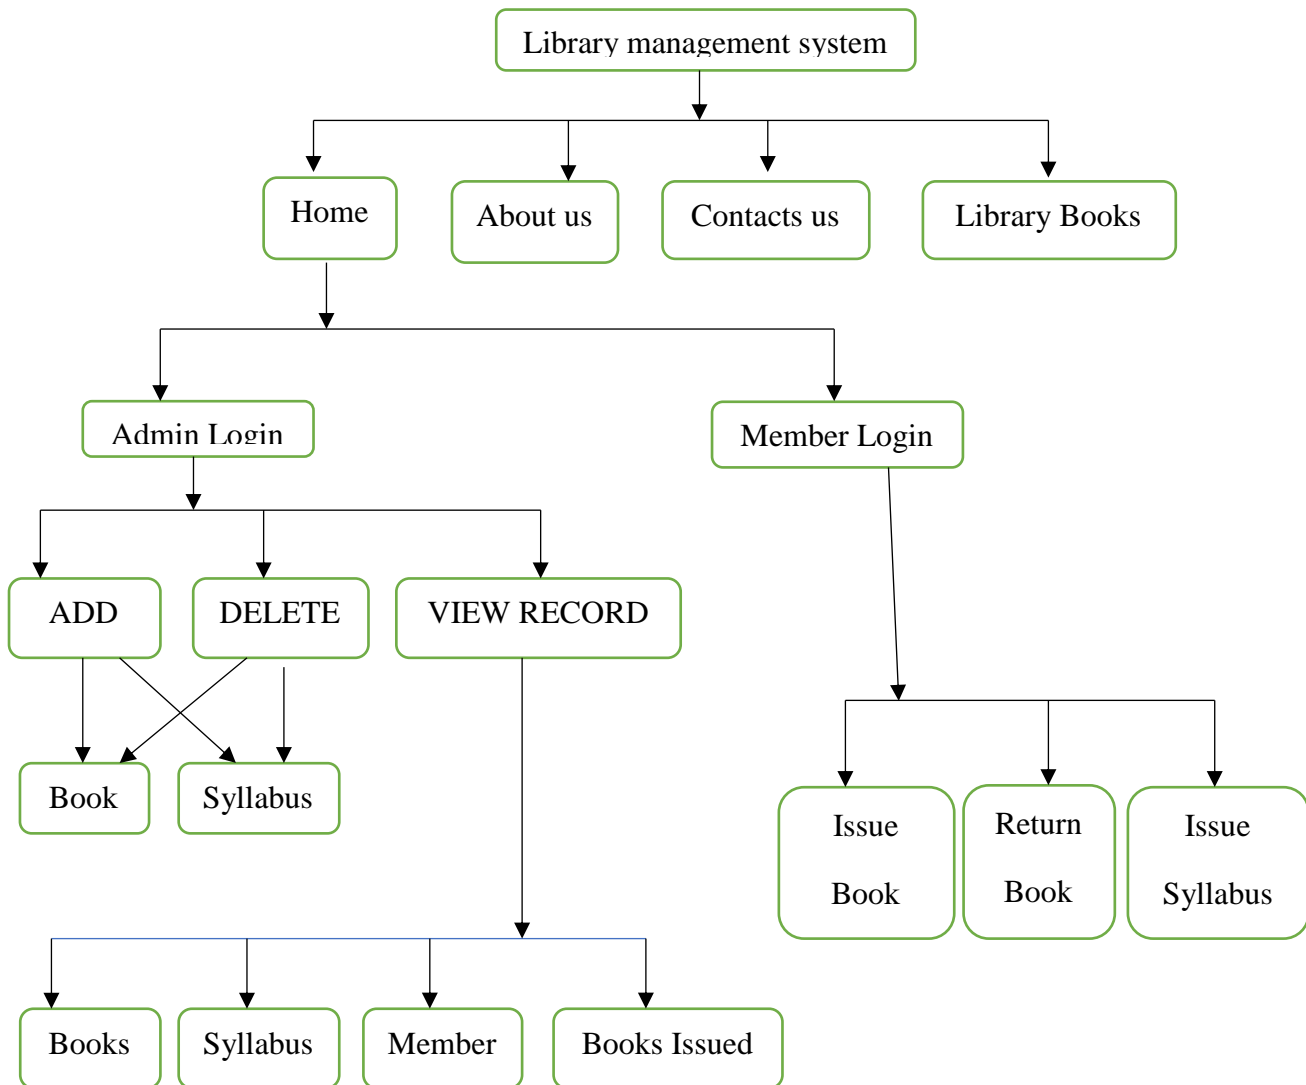 Library management system
Home
About us
Contacts us
Library Books
Admin Login
Member Login
ADD
DELETE
VIEW RECORD
Book
Syllabus
Issue
Book
Return
Book
Issue
Syllabus
Books
Syllabus
Member
Books Issued